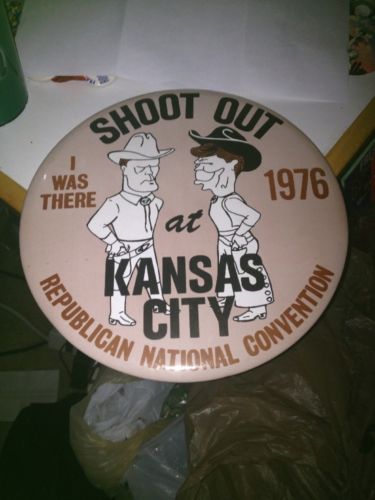 SHOOT OUT
I
WAS
THERE
1976
at
KANSAS
CITY
REPUBLICAN NATIONAL CONVENTION